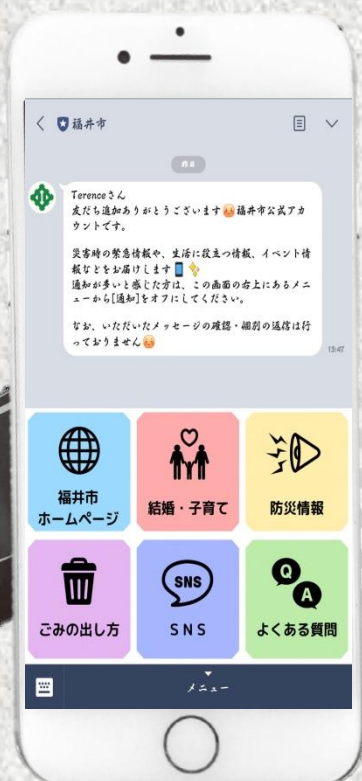 福井市
昨日
Terenceさん
友だち追加ありがとうございます🥹福井市公式アカ
ウントです。
災害時の緊急情報や、生活に役立つ情報、イベント情
報などをお届けします📱✨
通知が多いと感じた方は、この画面の右上にあるメニ
ューから[通知]をオフにしてください。
なお、いただいたメッセージの確認・個別の返信は行
っておりません🥹
13:47
福井市
ホームページ
結婚・子育て
防災情報
ごみの出し方
SNS
SNS
Q
A
よくある質問
メニュー